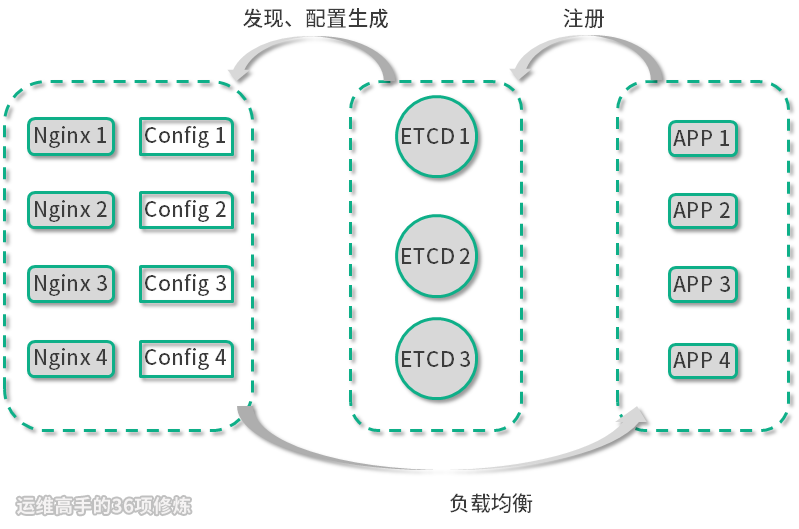 发现、配置生成
注册
Nginx 1
Config 1
Nginx 2
Config 2
Nginx 3
Config 3
Nginx 4
Config 4
ETCD 1
ETCD 2
ETCD 3
APP 1
APP 2
APP 3
APP 4
负载均衡
运维高手的36项修炼